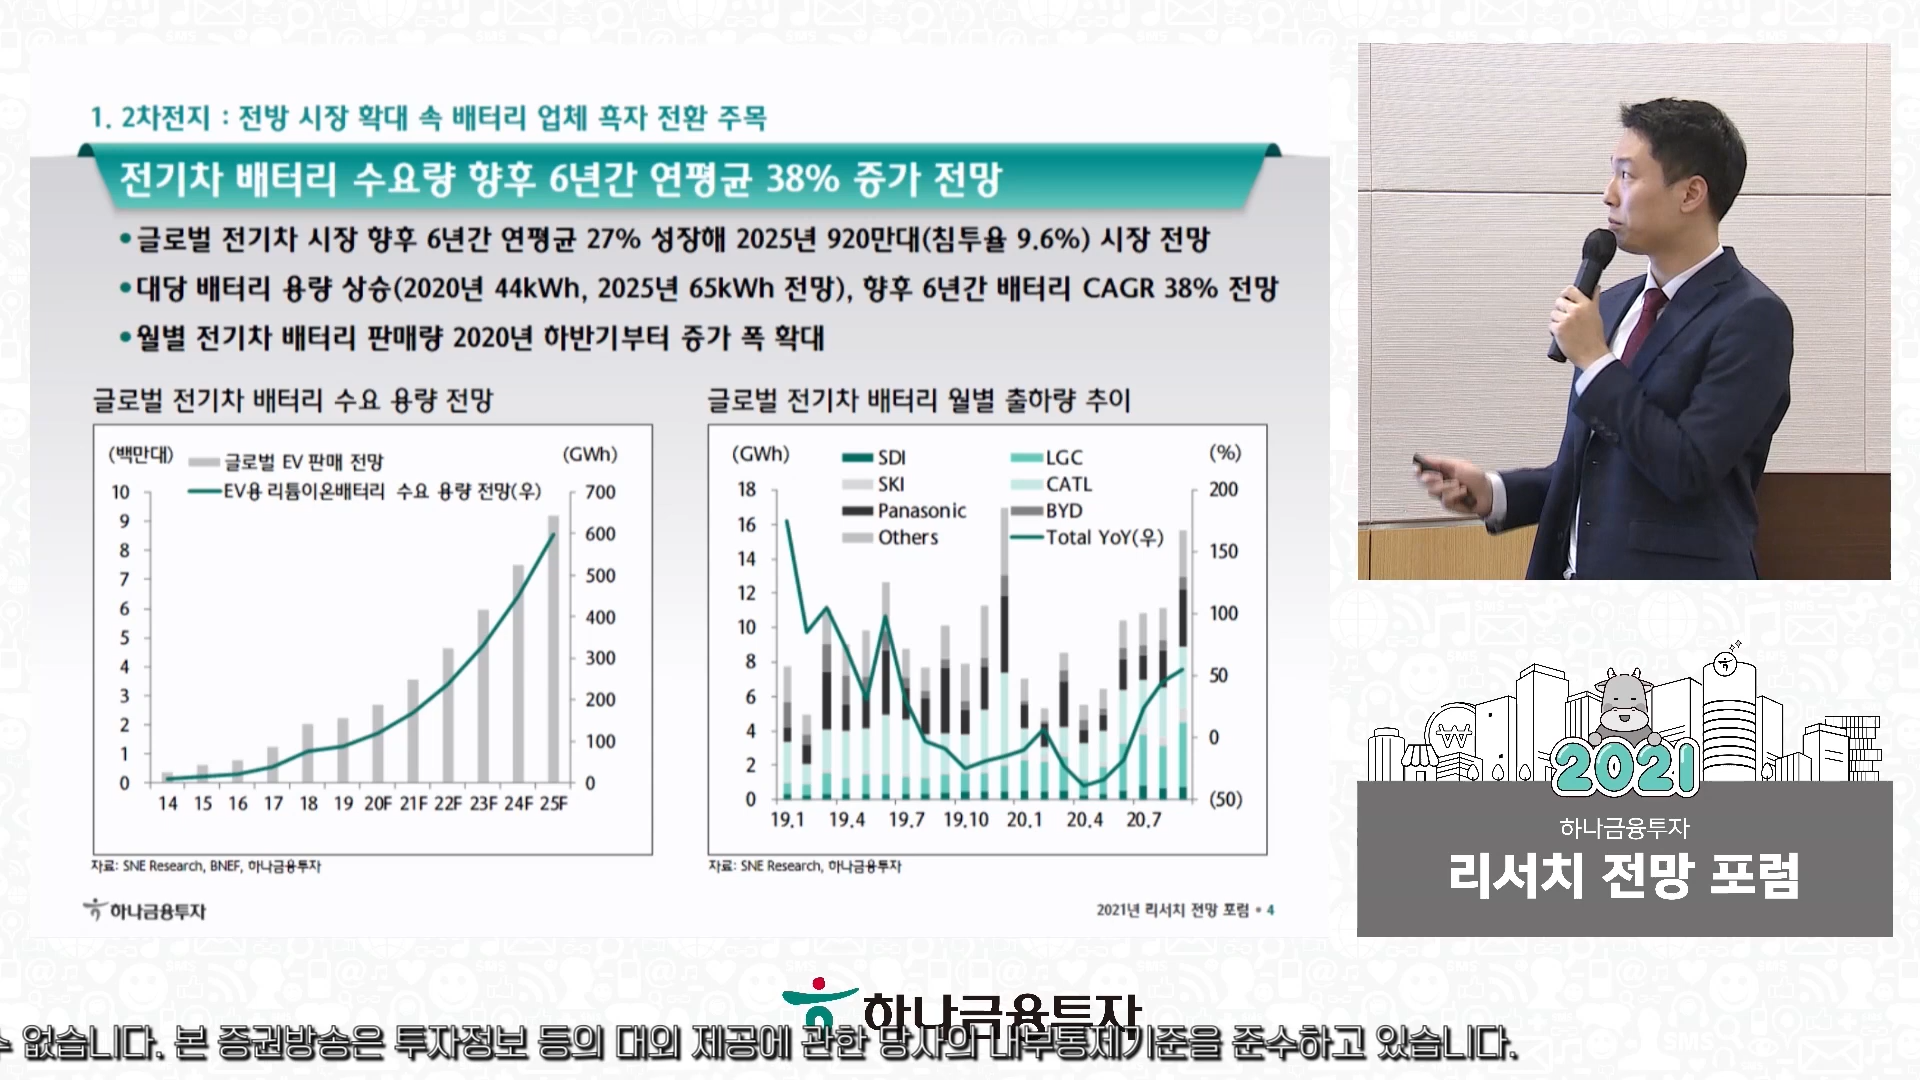 1. 2차전지 : 전방 시장 확대 속 배터리 업체 흑자 전환 주목
전기차 배터리 수요량 향후 6년간 연평균 38% 증가 전망
•글로벌 전기차 시장 향후 6년간 연평균 27% 성장해 2025년 920만대(침투율 9.6%) 시장 전망
•대당 배터리 용량 상승(2020년 44kWh, 2025년 65kWh 전망), 향후 6년간 배터리 CAGR 38% 전망
•월별 전기차 배터리 판매량 2020년 하반기부터 증가 폭 확대
글로벌 전기차 배터리 수요 용량 전망
(백만대)
글로벌 EV 판매 전망
(GWh)
EV용 리튬이온배터리 수요 용량 전망(우)
10
9
8
7
6
5
4
3
2
1
0
700
600
500
400
300
200
100
0
14 15 16 17 18 19 20F 21F 22F 23F 24F 25F
자료: SNE Research, BNEF, 하나금융투자
글로벌 전기차 배터리 월별 출하량 추이
(GWh)
SDI LGC
SKI CATL
Panasonic BYD
Others Total YoY(우)
(%)
18
16
14
12
10
8
6
4
2
0
200
150
100
50
0
(50)
19.1 19.4 19.7 19.10 20.1 20.4 20.7
자료: SNE Research, 하나금융투자
하나금융투자
2021년 리서치 전망 포럼 • 4
2021
하나금융투자
리서치 전망 포럼
하나금융투자
없습니다. 본 증권방송은 투자정보 등의 대외 제공에 관한 당사의 내부통제기준을 준수하고 있습니다.